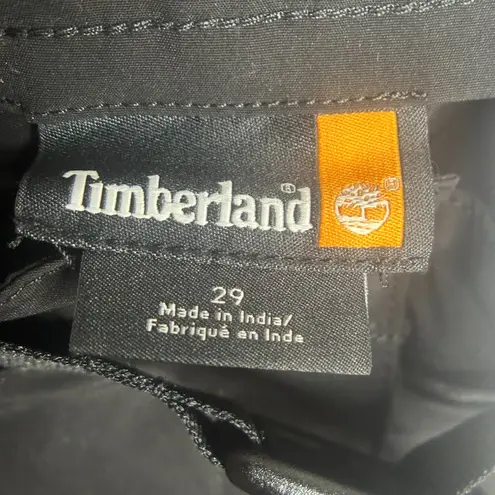 Timberland®
®
29
Made in India/
Fabriqué en Inde